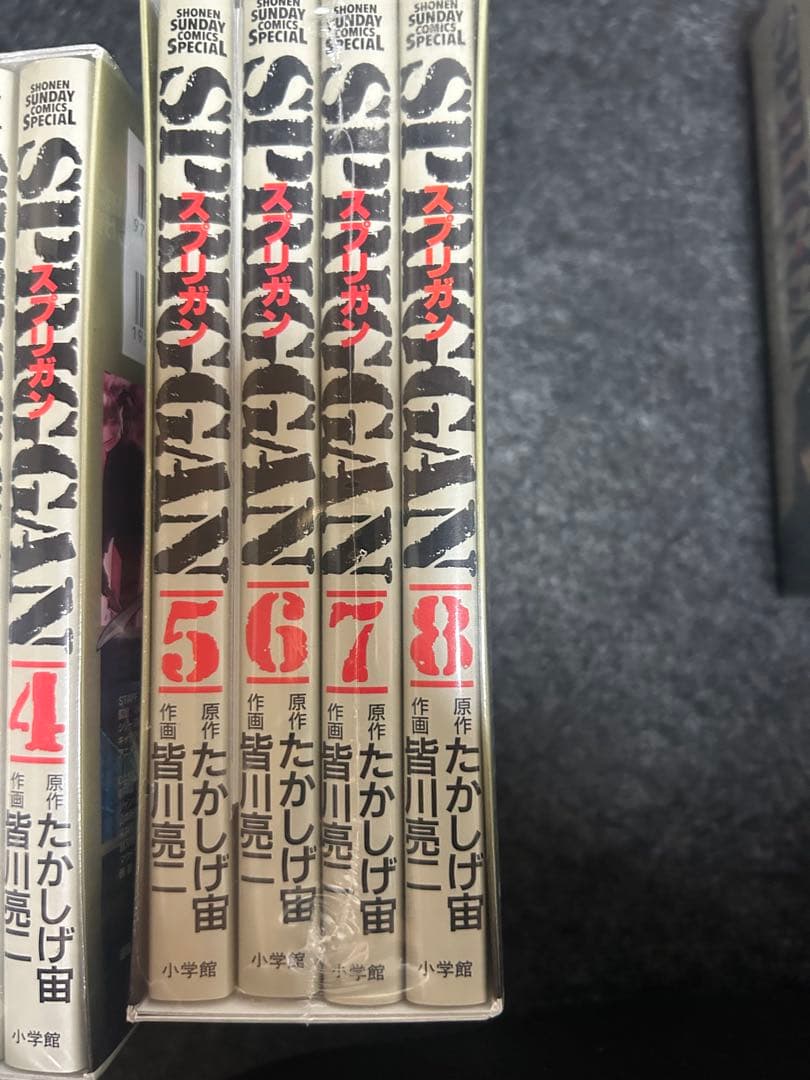 SHONEN
SUNDAY
COMICS
SPECIAL
SPRIGGAN
スプリガン
4
原作 たかしげ宙
作画 皆川亮二
小学館
SHONEN
SUNDAY
COMICS
SPECIAL
SPRIGGAN
スプリガン
5
原作 たかしげ宙
作画 皆川亮二
小学館
SHONEN
SUNDAY
COMICS
SPECIAL
SPRIGGAN
スプリガン
6
原作 たかしげ宙
作画 皆川亮二
小学館
SHONEN
SUNDAY
COMICS
SPECIAL
SPRIGGAN
スプリガン
7
原作 たかしげ宙
作画 皆川亮二
小学館
SHONEN
SUNDAY
COMICS
SPECIAL
SPRIGGAN
スプリガン
8
原作 たかしげ宙
作画 皆川亮二
小学館
97
19